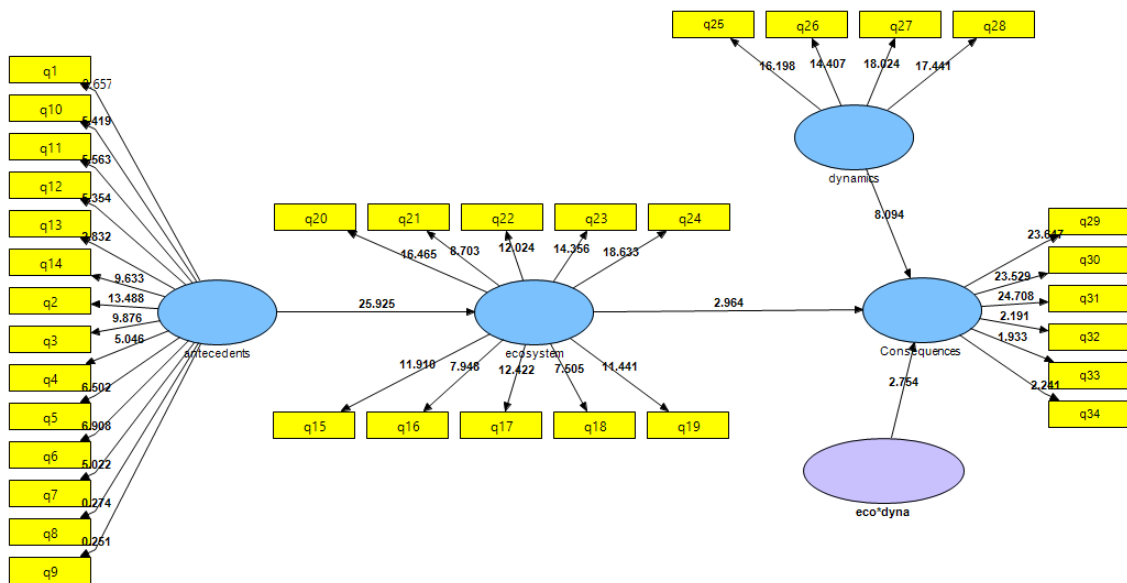 q25
q26
q27
q28
16.198
14.407
18.024
17.441
dynamics
8.094
q1
q10
5.419
q11
5.563
q12
5.354
q13
q14
9.633
q2
13.488
q3
9.876
q4
5.046
q5
6.502
q6
6.908
q7
5.022
q8
0.274
q9
0.251
antecedents
25.925
q20
q21
q22
q23
q24
16.465
8.703
12.024
14.356
18.633
ecosystem
11.910
7.948
12.422
7.505
11.441
q15
q16
q17
q18
q19
2.964
Consequences
q29
23.647
q30
23.529
q31
24.708
q32
2.191
q33
1.933
q34
2.241
2.754
eco*dyna